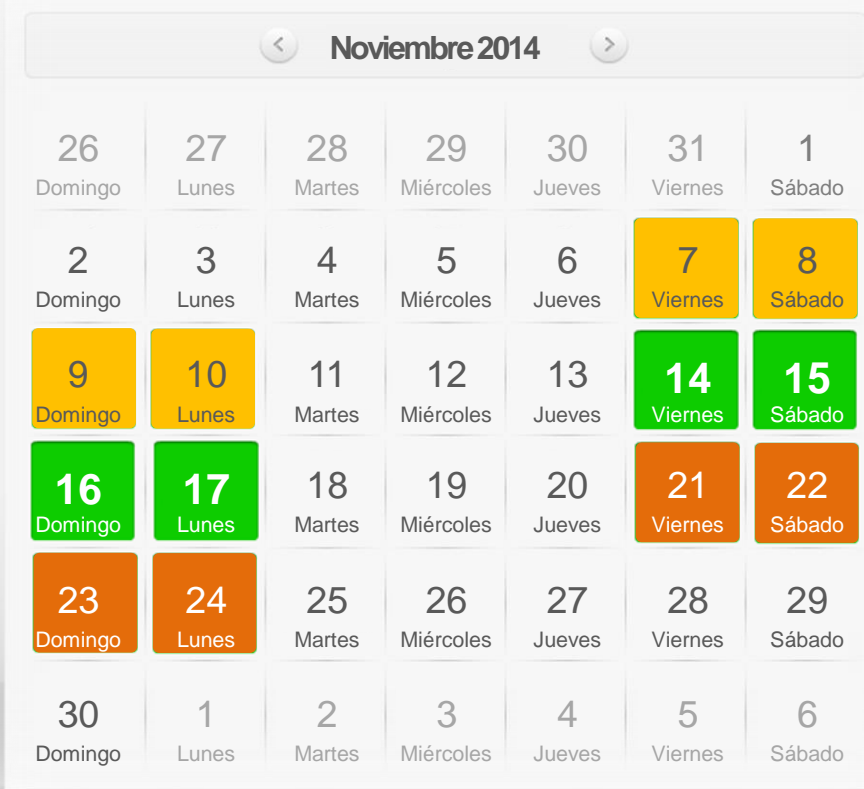 Noviembre 2014
26 27 28 29 30 31 1
Domingo Lunes Martes Miércoles Jueves Viernes Sábado
2 3 4 5 6 7 8
Domingo Lunes Martes Miércoles Jueves Viernes Sábado
9 10 11 12 13 14 15
Domingo Lunes Martes Miércoles Jueves Viernes Sábado
16 17 18 19 20 21 22
Domingo Lunes Martes Miércoles Jueves Viernes Sábado
23 24 25 26 27 28 29
Domingo Lunes Martes Miércoles Jueves Viernes Sábado
30 1 2 3 4 5 6
Domingo Lunes Martes Miércoles Jueves Viernes Sábado